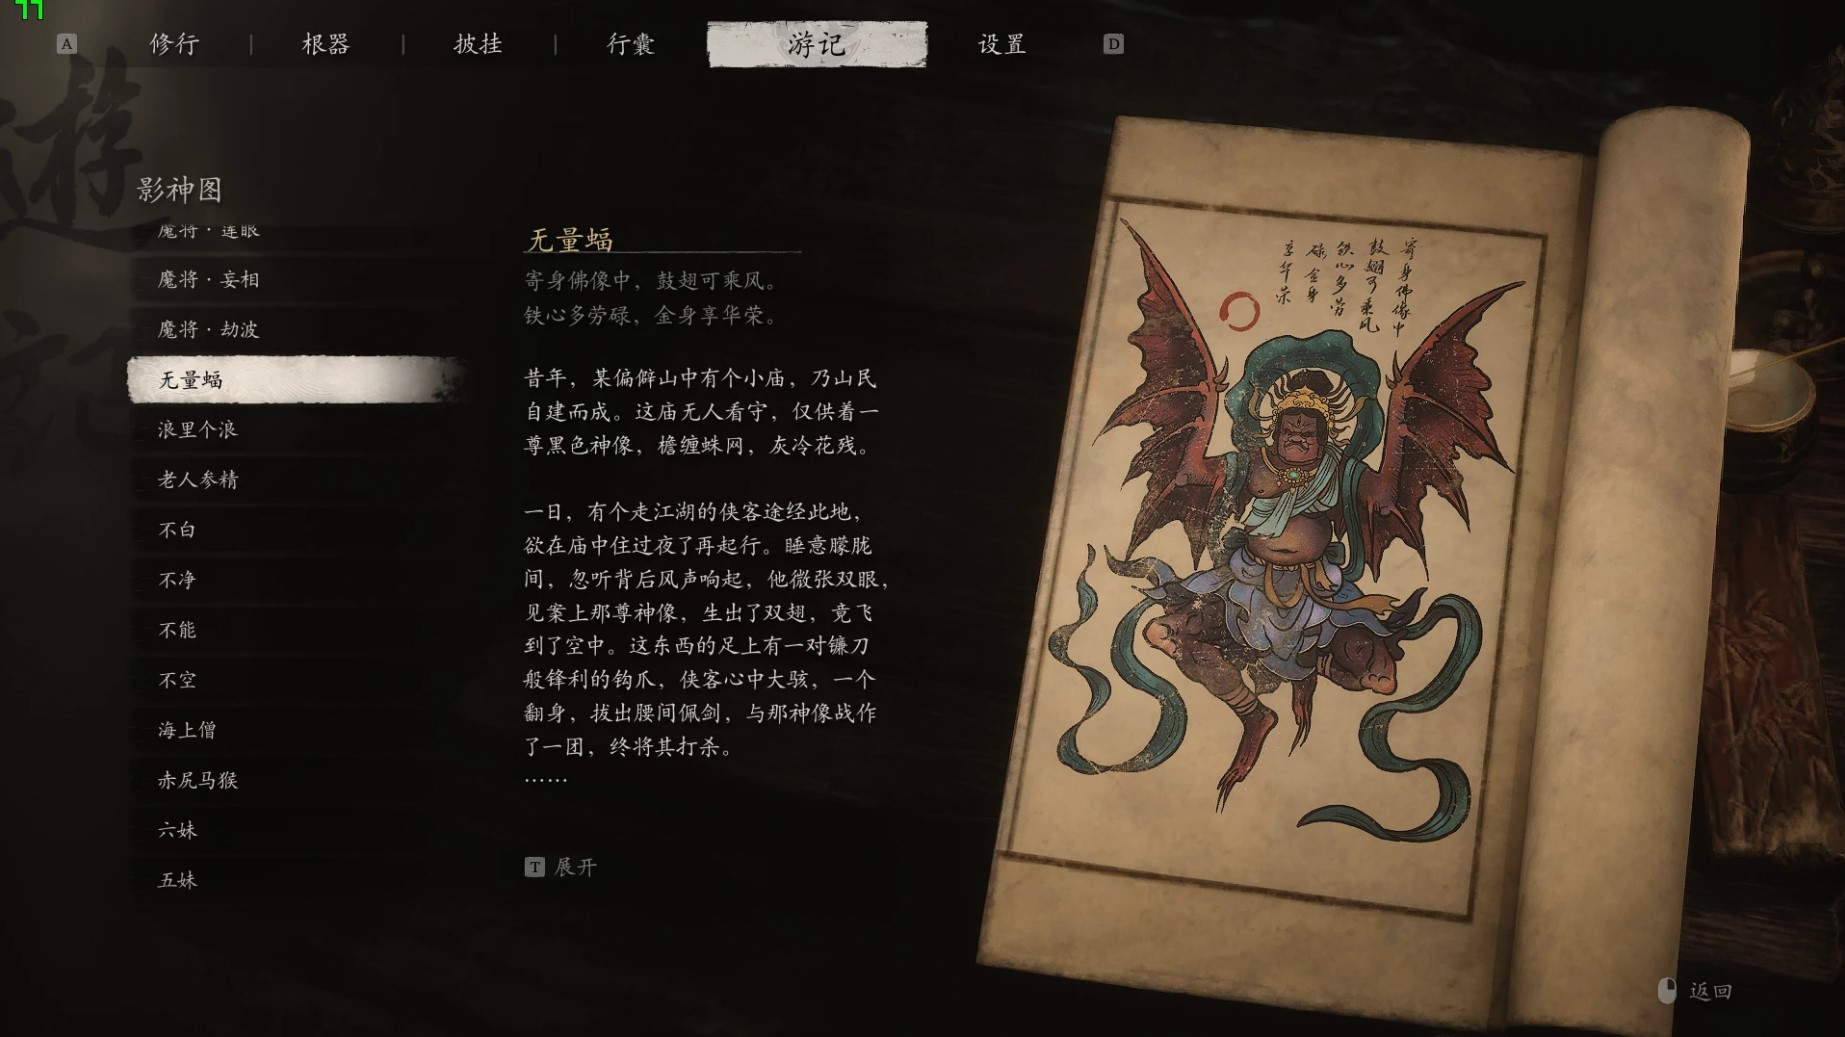 77
A 修行 | 根器 | 披挂 | 行囊 游记 设置 D
遊
记
影神图
魔将·莲眼
魔将·妄相
魔将·劫波
无量蝠
浪里个浪
老人参精
不白
不净
不能
不空
海上僧
赤尻马猴
六妹
五妹
无量蝠
寄身佛像中，鼓翅可乘风。
铁心多劳碌，金身享华荣。
昔年，某偏僻山中有个小庙，乃山民
自建而成。这庙无人看守，仅供着一
尊黑色神像，檐缠蛛网，灰冷花残。
一日，有个走江湖的侠客途经此地，
欲在庙中住过夜了再起行。睡意朦胧
间，忽听背后风声响起，他微张双眼，
见案上那尊神像，生出了双翅，竟飞
到了空中。这东西的足上有一对镰刀
般锋利的钩爪，侠客心中大骇，一个
翻身，拔出腰间佩剑，与那神像战作
了一团，终将其打杀。
……
T 展开
寄身佛像中
鼓翅可乘风
铁心多劳
碌金身
享华荣
返回